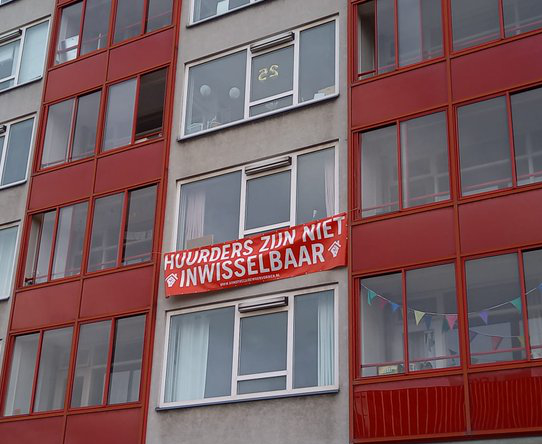 25
HUURDERS ZIJN NIET
INWISSELBAAR